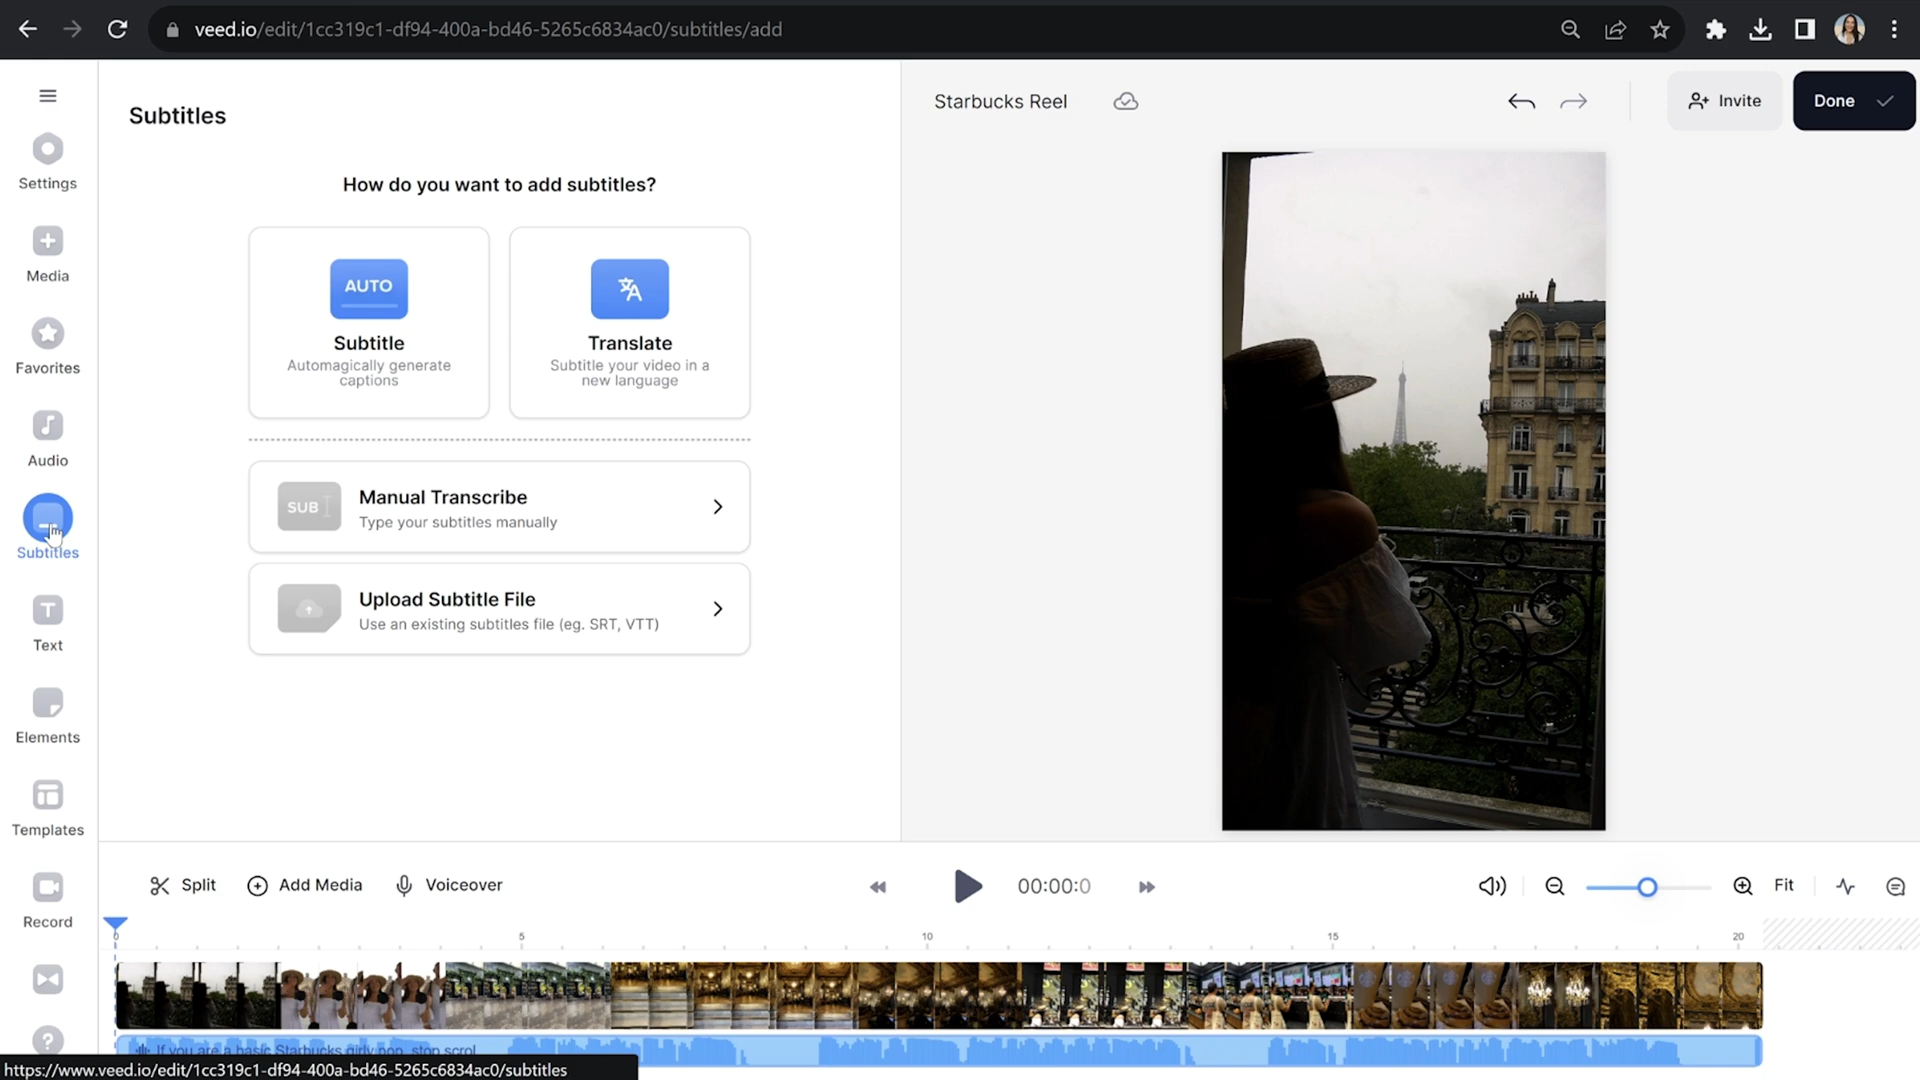 veed.io/edit/1cc319c1-df94-400a-bd46-5265c6834ac0/subtitles/add
Subtitles
Starbucks Reel
Invite
Done
Settings
How do you want to add subtitles?
Media
AUTO
Subtitle
Automagically generate
captions
Translate
Subtitle your video in a
new language
Favorites
Audio
SUB
Manual Transcribe
Type your subtitles manually
Subtitles
Upload Subtitle File
Use an existing subtitles file (eg. SRT, VTT)
Text
Elements
Templates
Record
Split
Add Media
Voiceover
00:00:0
Fit
0
5
10
15
20
If you are a basic Starbucks girly pop, stop scrol
https://www.veed.io/edit/1cc319c1-df94-400a-bd46-5265c6834ac0/subtitles